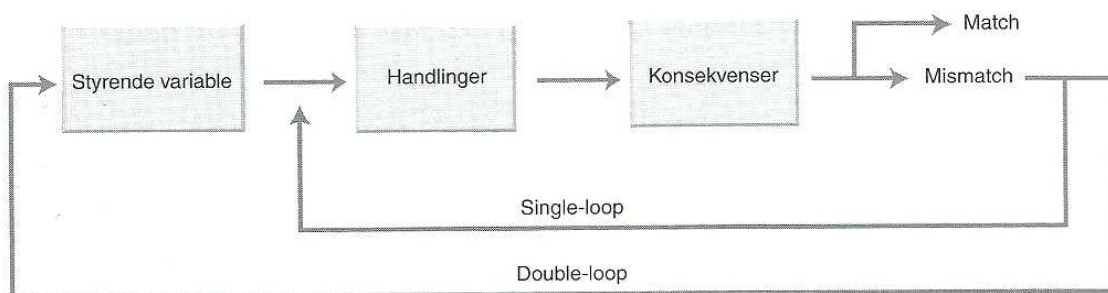 Match
Styrende variable
Handlinger
Konsekvenser
Mismatch
Single-loop
Double-loop